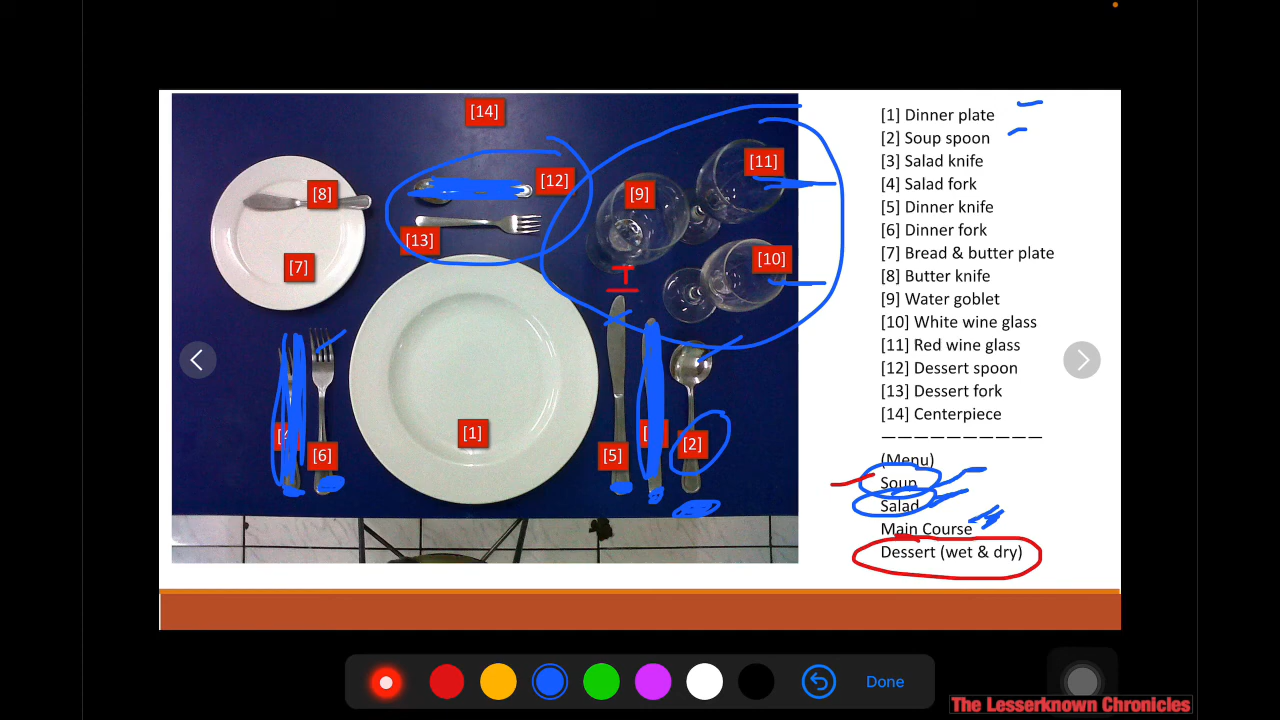 [14]
[11]
[12]
[9]
[8]
[13]
[10]
[7]
[1]
[2]
[6]
[5]
[1] Dinner plate
[2] Soup spoon
[3] Salad knife
[4] Salad fork
[5] Dinner knife
[6] Dinner fork
[7] Bread & butter plate
[8] Butter knife
[9] Water goblet
[10] White wine glass
[11] Red wine glass
[12] Dessert spoon
[13] Dessert fork
[14] Centerpiece
——————————
(Menu)
Soup
Salad
Main Course
Dessert (wet & dry)
Done
The Lesserknown Chronicles